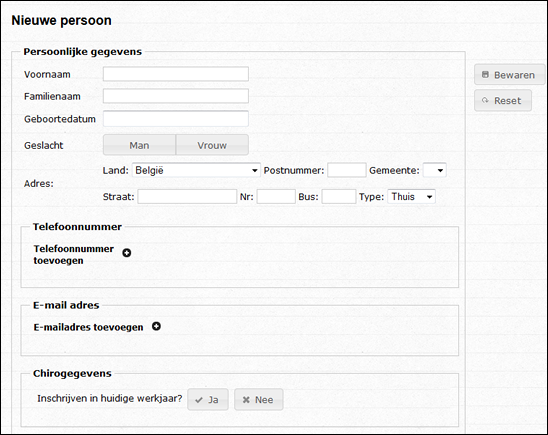 Nieuwe persoon
Persoonlijke gegevens
Voornaam
Bewaren
Familienaam
Reset
Geboortedatum
Geslacht Man Vrouw
Adres:
Land: België Postnummer: Gemeente:
Straat: Nr: Bus: Type: Thuis
Telefoonnummer
Telefoonnummer
toevoegen
E-mail adres
E-mailadres toevoegen
Chirogegevens
Inschrijven in huidige werkjaar? Ja Nee